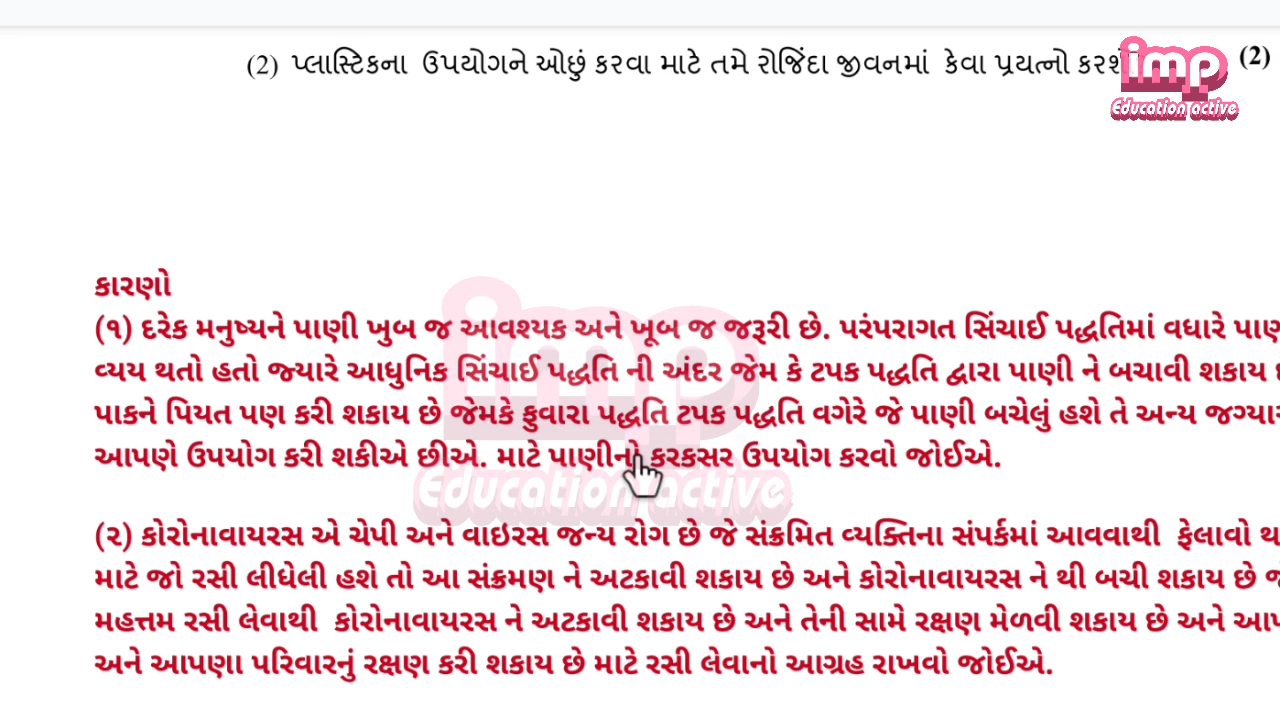 (2) પ્લાસ્ટિકના ઉપયોગને ઓછું કરવા માટે તમે રોજિંદા જીવનમાં કેવા પ્રયત્નો (2)
imp
Education active
કારણો
(૧) દરેક મનુષ્યને પાણી ખુબ જ આવશ્યક અને ખૂબ જ જરૂરી છે. પરંપરાગત સિંચાઈ પદ્ધતિમાં વધારે
વ્યય થતો હતો જ્યારે આધુનિક સિંચાઈ પદ્ધતિ ની અંદર જેમ કે ટપક પદ્ધતિ દ્વારા પાણી ને બચાવી શકાય
પાકને પિયત પણ કરી શકાય છે જેમકે ફુવારા પદ્ધતિ ટપક પદ્ધતિ વગેરે જે પાણી બચેલું હશે તે અન્ય
આપણે ઉપયોગ કરી શકીએ છીએ. માટે પાણીનો કરકસર ઉપયોગ કરવો જોઈએ.
imp
Education active
(૨) કોરોનાવાયરસ એ ચેપી અને વાઇરસ જન્ય રોગ છે જે સંક્રમિત વ્યક્તિના સંપર્કમાં આવવાથી ફેલાવો
માટે જો રસી લીધેલી હશે તો આ સંક્રમણ ને અટકાવી શકાય છે અને કોરોનાવાયરસ ને થી બચી શકાય છે
મહત્તમ રસી લેવાથી કોરોનાવાયરસ ને અટકાવી શકાય છે અને તેની સામે રક્ષણ મેળવી શકાય છે અને
અને આપણા પરિવારનું રક્ષણ કરી શકાય છે માટે રસી લેવાનો આગ્રહ રાખવો જોઈએ.